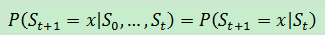 P(S_{t+1} = x|S_0, ..., S_t) = P(S_{t+1} = x|S_t)